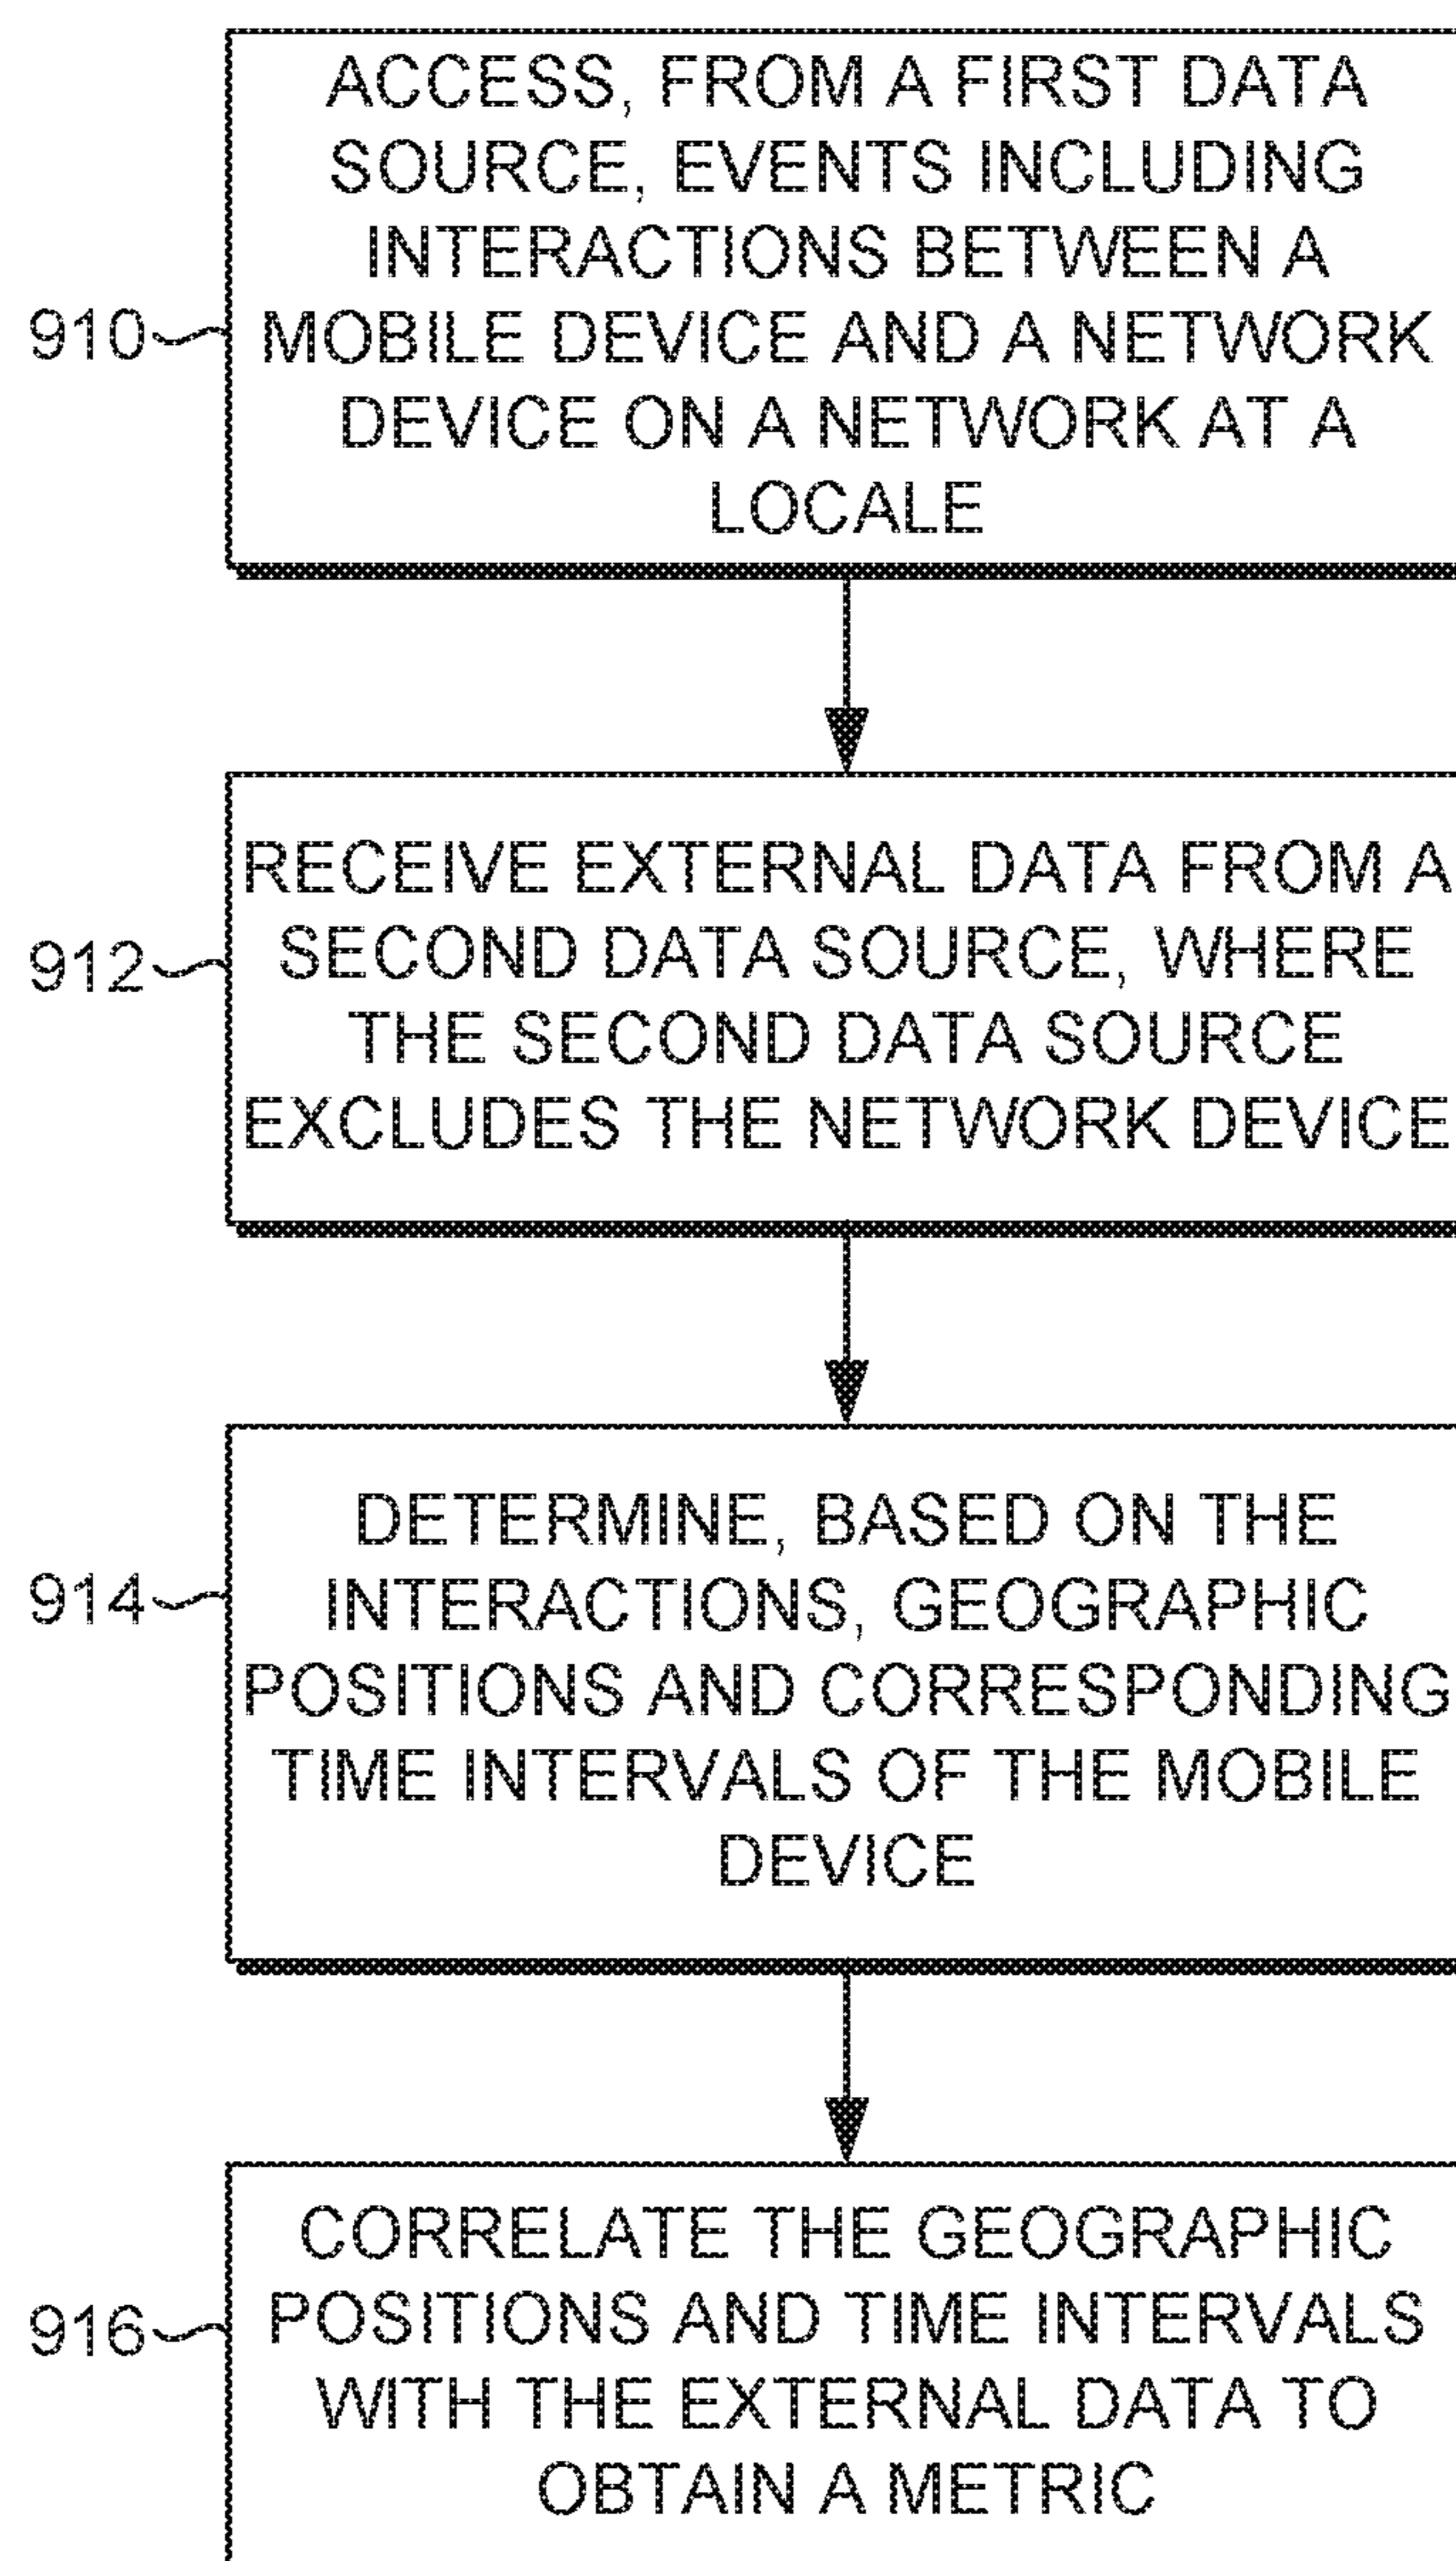 ACCESS, FROM A FIRST DATA
SOURCE, EVENTS INCLUDING
INTERACTIONS BETWEEN A
910 MOBILE DEVICE AND A NETWORK
DEVICE ON A NETWORK AT A
LOCALE
RECEIVE EXTERNAL DATA FROM A
912 SECOND DATA SOURCE, WHERE
THE SECOND DATA SOURCE
EXCLUDES THE NETWORK DEVICE
DETERMINE, BASED ON THE
914 INTERACTIONS, GEOGRAPHIC
POSITIONS AND CORRESPONDING
TIME INTERVALS OF THE MOBILE
DEVICE
CORRELATE THE GEOGRAPHIC
916 POSITIONS AND TIME INTERVALS
WITH THE EXTERNAL DATA TO
OBTAIN A METRIC